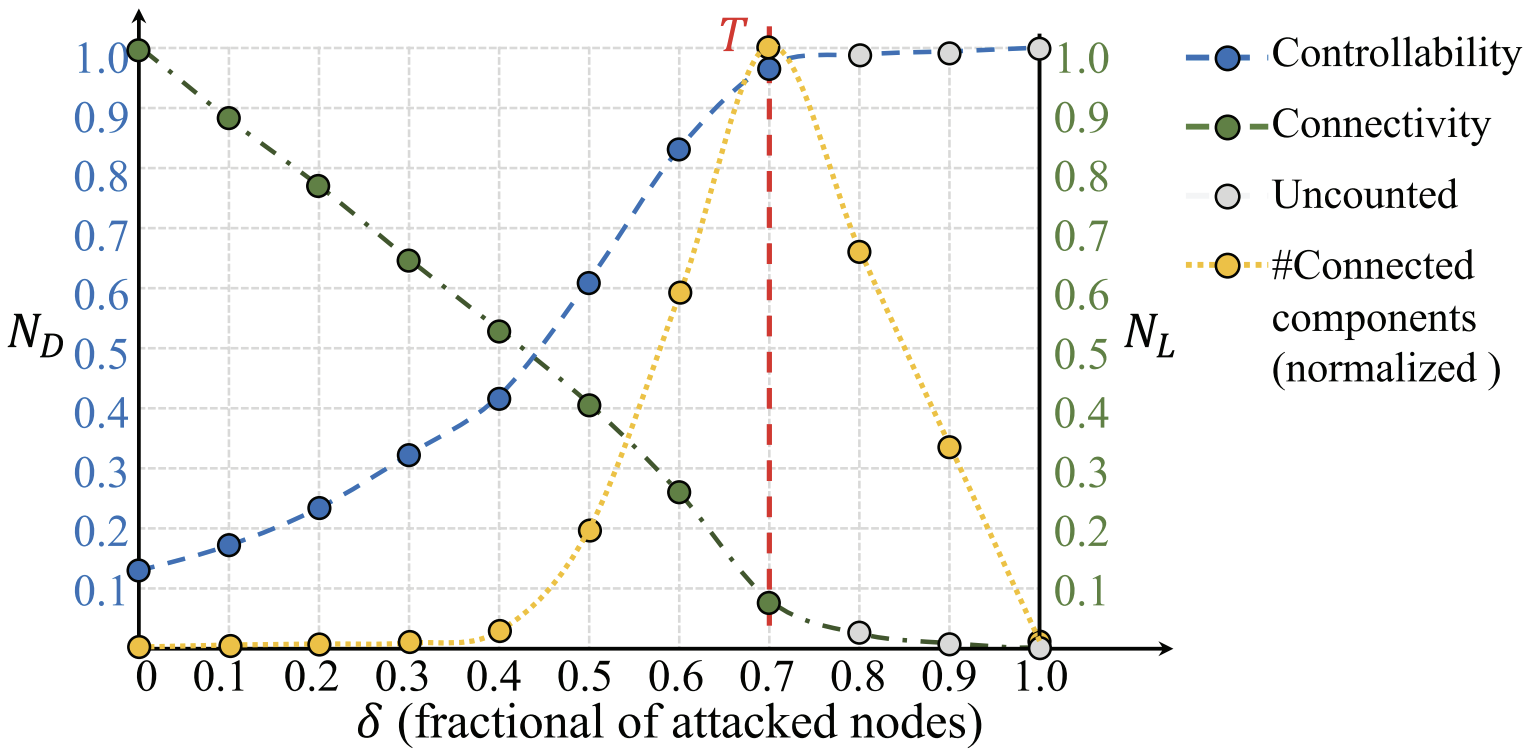 T
1.0
0.9
0.8
0.7
0.6
0.5
0.4
0.3
0.2
0.1
N_D
1.0
0.9
0.8
0.7
0.6
0.5
0.4
0.3
0.2
0.1
N_L
0 0.1 0.2 0.3 0.4 0.5 0.6 0.7 0.8 0.9 1.0
δ (fractional of attacked nodes)
Controllability
Connectivity
Uncounted
#Connected
components
(normalized )